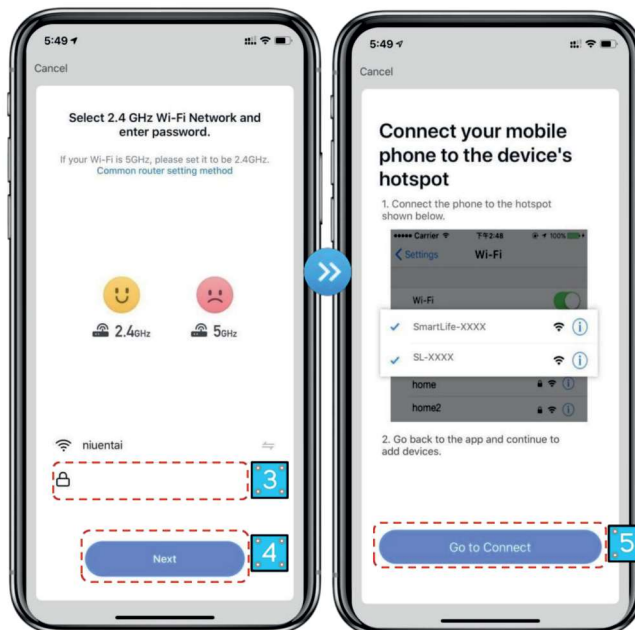 5:49
Cancel
Select 2.4 GHz Wi-Fi Network and
enter password.
If your Wi-Fi is 5GHz, please set it to be 2.4GHz.
Common router setting method
2.4GHz
5GHz
niuentai
3
Next
4
5:49
Cancel
Connect your mobile
phone to the device's
hotspot
1. Connect the phone to the hotspot
shown below.
Carrier 下午2:48 100%
Settings Wi-Fi
Wi-Fi
SmartLife-XXXX
SL-XXXX
home
home2
2. Go back to the app and continue to
add devices.
Go to Connect
5